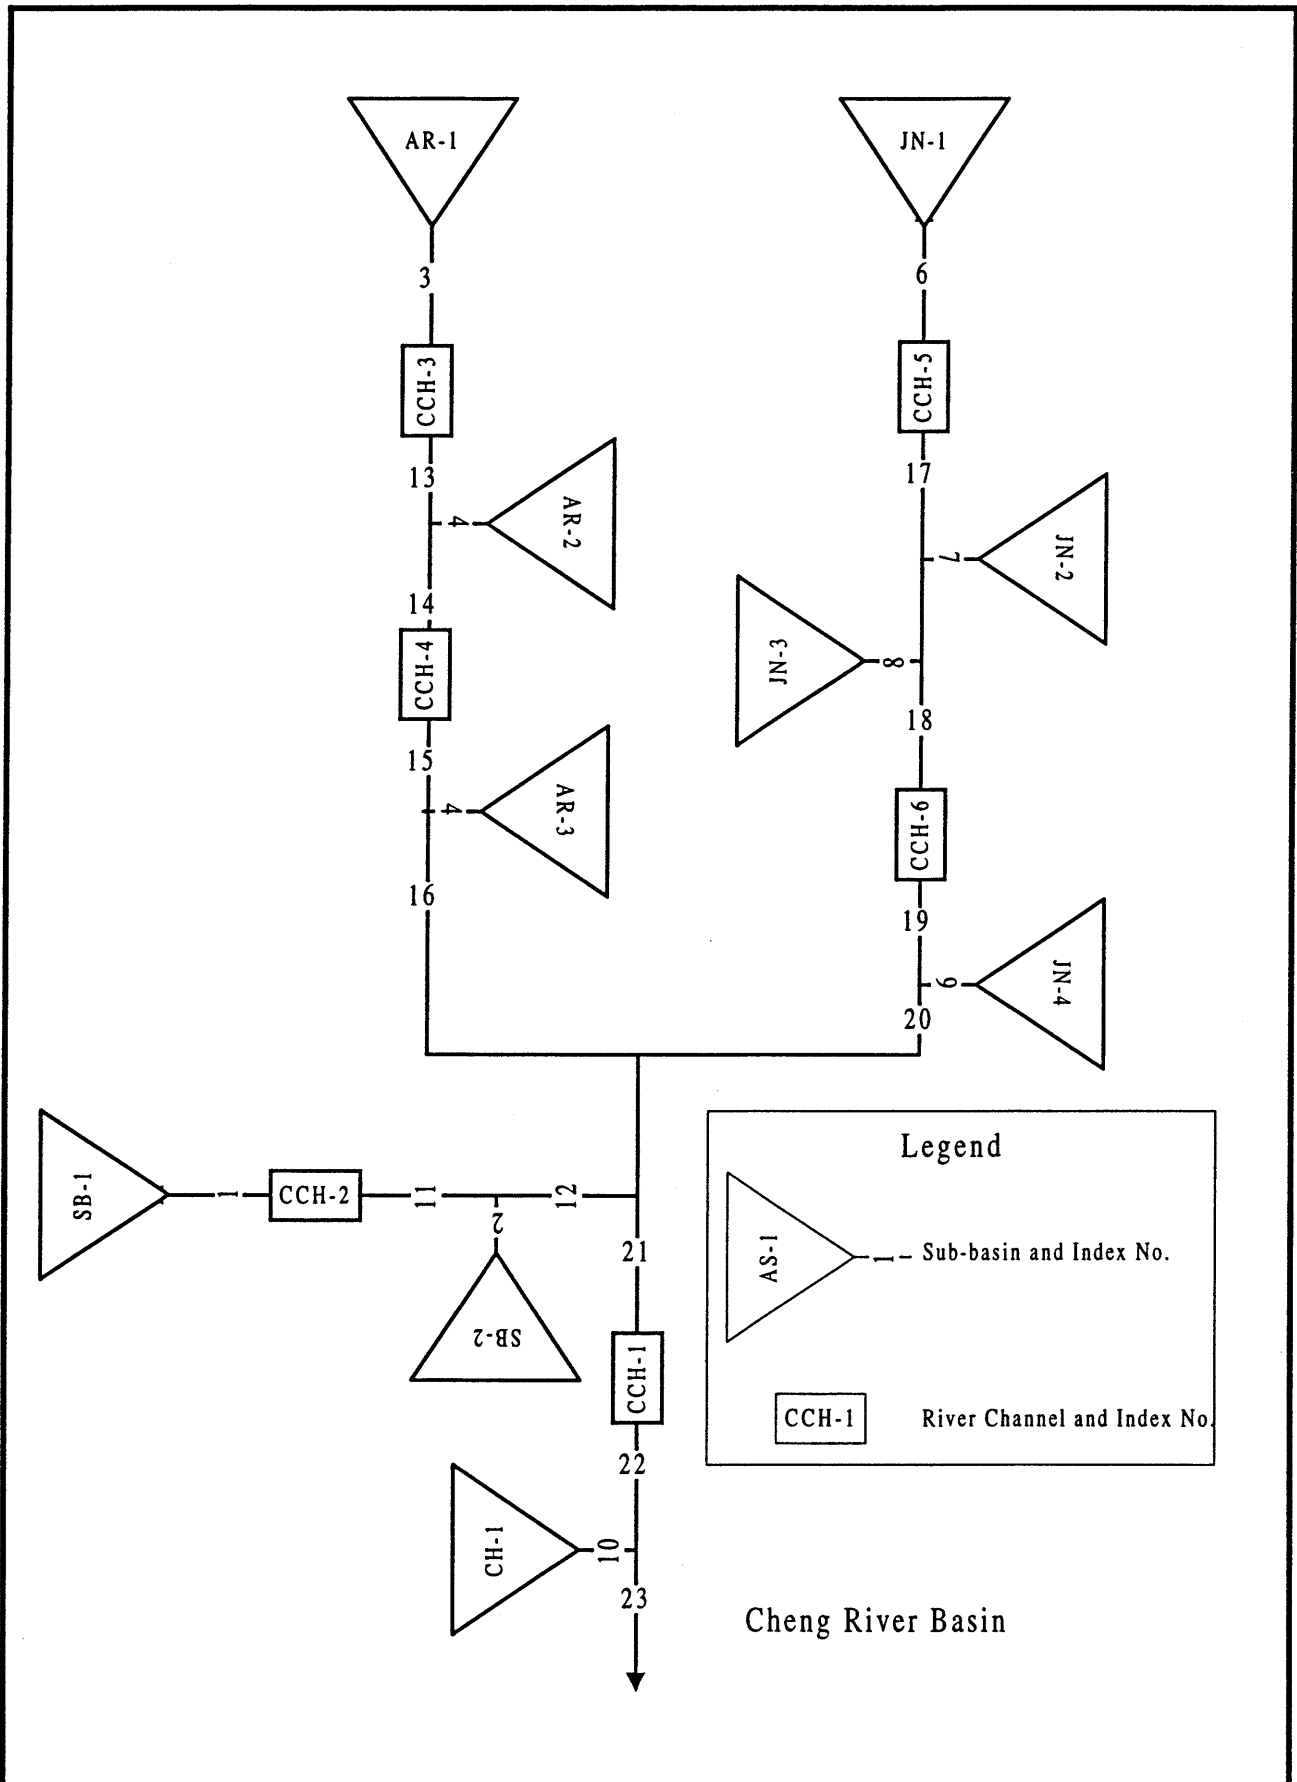 AR-1
JN-1
3
6
CCH-3
CCH-5
13
17
4
AR-2
7
JN-2
14
JN-3
8
CCH-4
18
15
4
AR-3
CCH-6
16
19
9
JN-4
20
SB-1
1
CCH-2
11
12
2
SB-2
21
Legend
AS-1
1
Sub-basin and Index No.
CCH-1
CCH-1
River Channel and Index No.
22
CH-1
10
23
Cheng River Basin